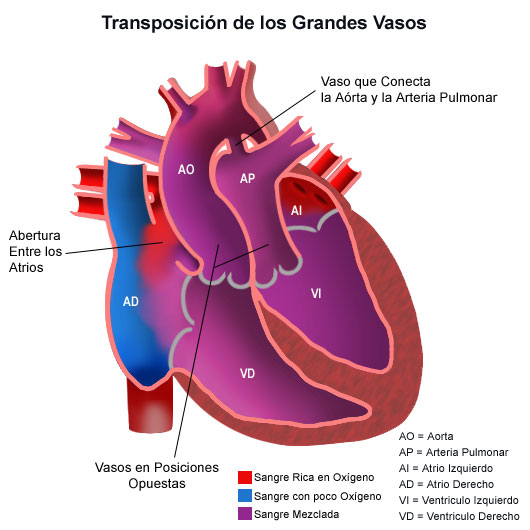 Transposición de los Grandes Vasos
Vaso que Conecta
la Aórta y la Arteria Pulmonar
AO
AP
AI
Abertura
Entre los
Atrios
AD
VI
VD
Vasos en Posiciones
Opuestas
Sangre Rica en Oxígeno
Sangre con poco Oxígeno
Sangre Mezclada
AO = Aorta
AP = Arteria Pulmonar
AI = Atrio Izquierdo
AD = Atrio Derecho
VI = Ventriculo Izquierdo
VD = Ventriculo Derecho